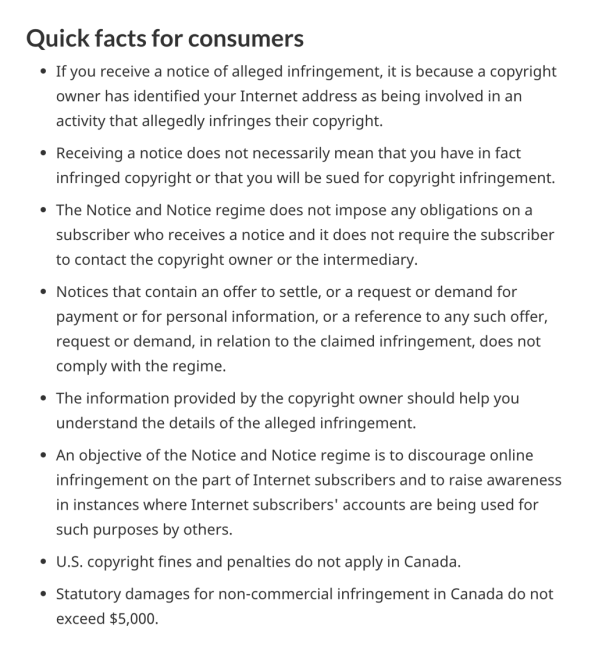 Quick facts for consumers
• If you receive a notice of alleged infringement, it is because a copyright
owner has identified your Internet address as being involved in an
activity that allegedly infringes their copyright.
• Receiving a notice does not necessarily mean that you have in fact
infringed copyright or that you will be sued for copyright infringement.
• The Notice and Notice regime does not impose any obligations on a
subscriber who receives a notice and it does not require the subscriber
to contact the copyright owner or the intermediary.
• Notices that contain an offer to settle, or a request or demand for
payment or for personal information, or a reference to any such offer,
request or demand, in relation to the claimed infringement, does not
comply with the regime.
• The information provided by the copyright owner should help you
understand the details of the alleged infringement.
• An objective of the Notice and Notice regime is to discourage online
infringement on the part of Internet subscribers and to raise awareness
in instances where Internet subscribers' accounts are being used for
such purposes by others.
• U.S. copyright fines and penalties do not apply in Canada.
• Statutory damages for non-commercial infringement in Canada do not
exceed $5,000.